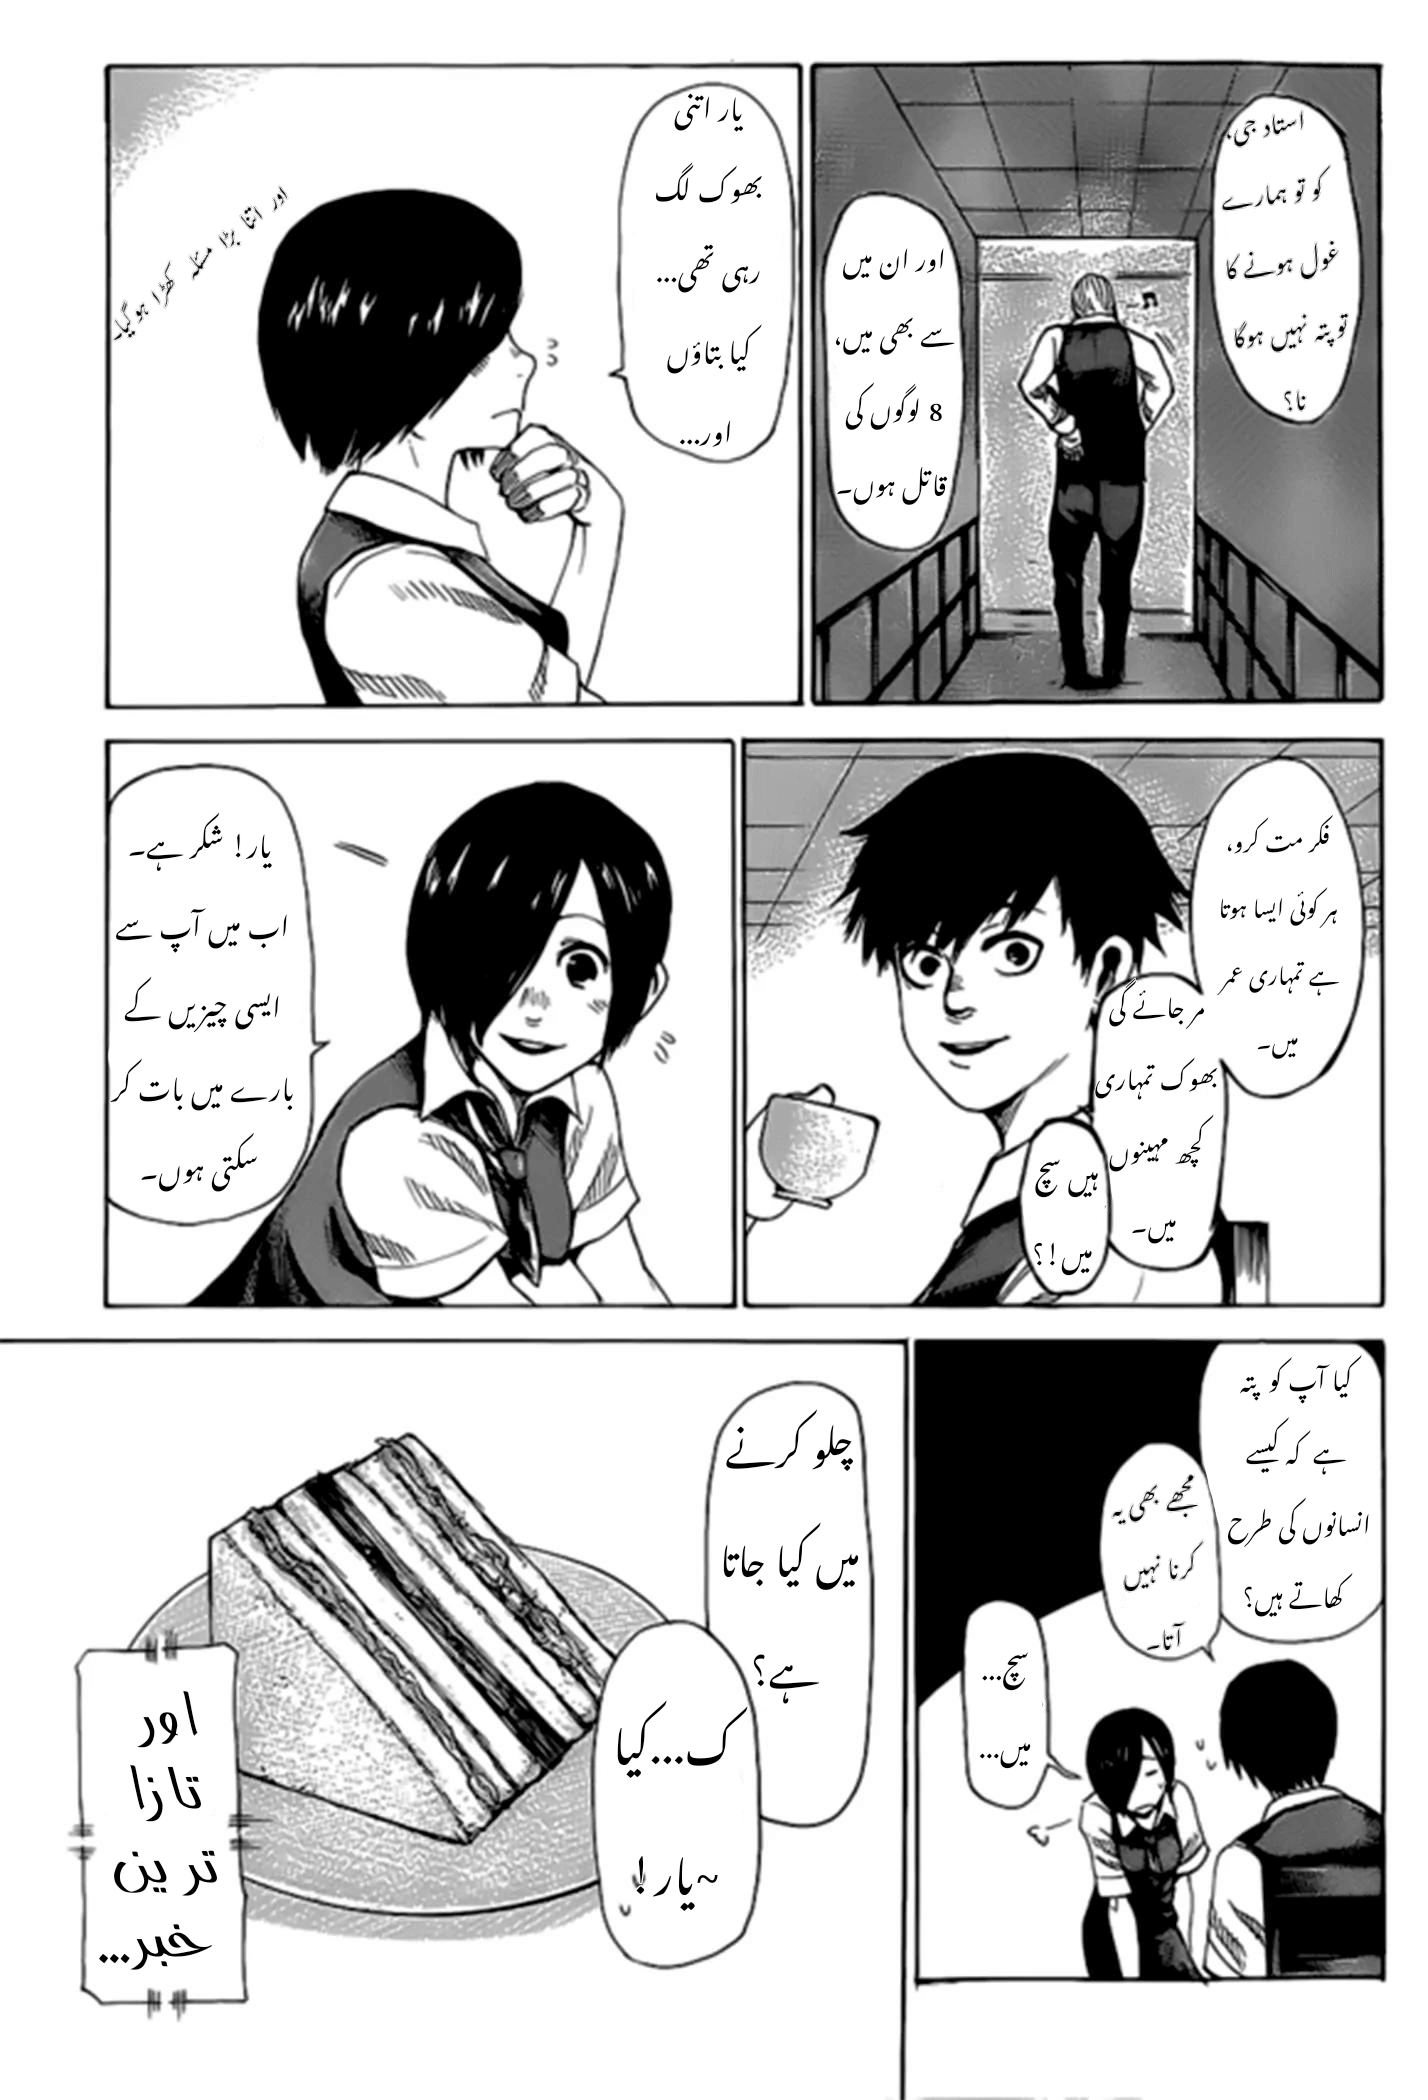 استاد جی،
کو تو ہمارے
غول ہونے کا
تو پتہ نہیں ہوگا
نا؟
اور ان میں
سے بھی میں،
8 لوگوں کی
قاتل ہوں۔
یار اتنی
بھوک لگ
رہی تھی...
کیا بتاؤں
اور...
اور اتنا بڑا مسئلہ کھڑا ہوگیا۔
فکر مت کرو،
ہر کوئی ایسا ہوتا
ہے تمہاری عمر
میں۔
مر جائے گی
بھوک تمہاری
کچھ مہینوں
میں۔
ہیں سچ
میں!؟
یار! شکر ہے۔
اب میں آپ سے
ایسی چیزیں کے
بارے میں بات کر
سکتی ہوں۔
کیا آپ کو پتہ
ہے کہ کیسے
انسانوں کی طرح
کھاتے ہیں؟
مجھے بھی یہ
کرنا نہیں
آتا۔
سچ...
میں...
چلو کرنے
میں کیا جاتا
ہے؟
ک...کیا
~یار!
اور
تازا
ترین
خبر...